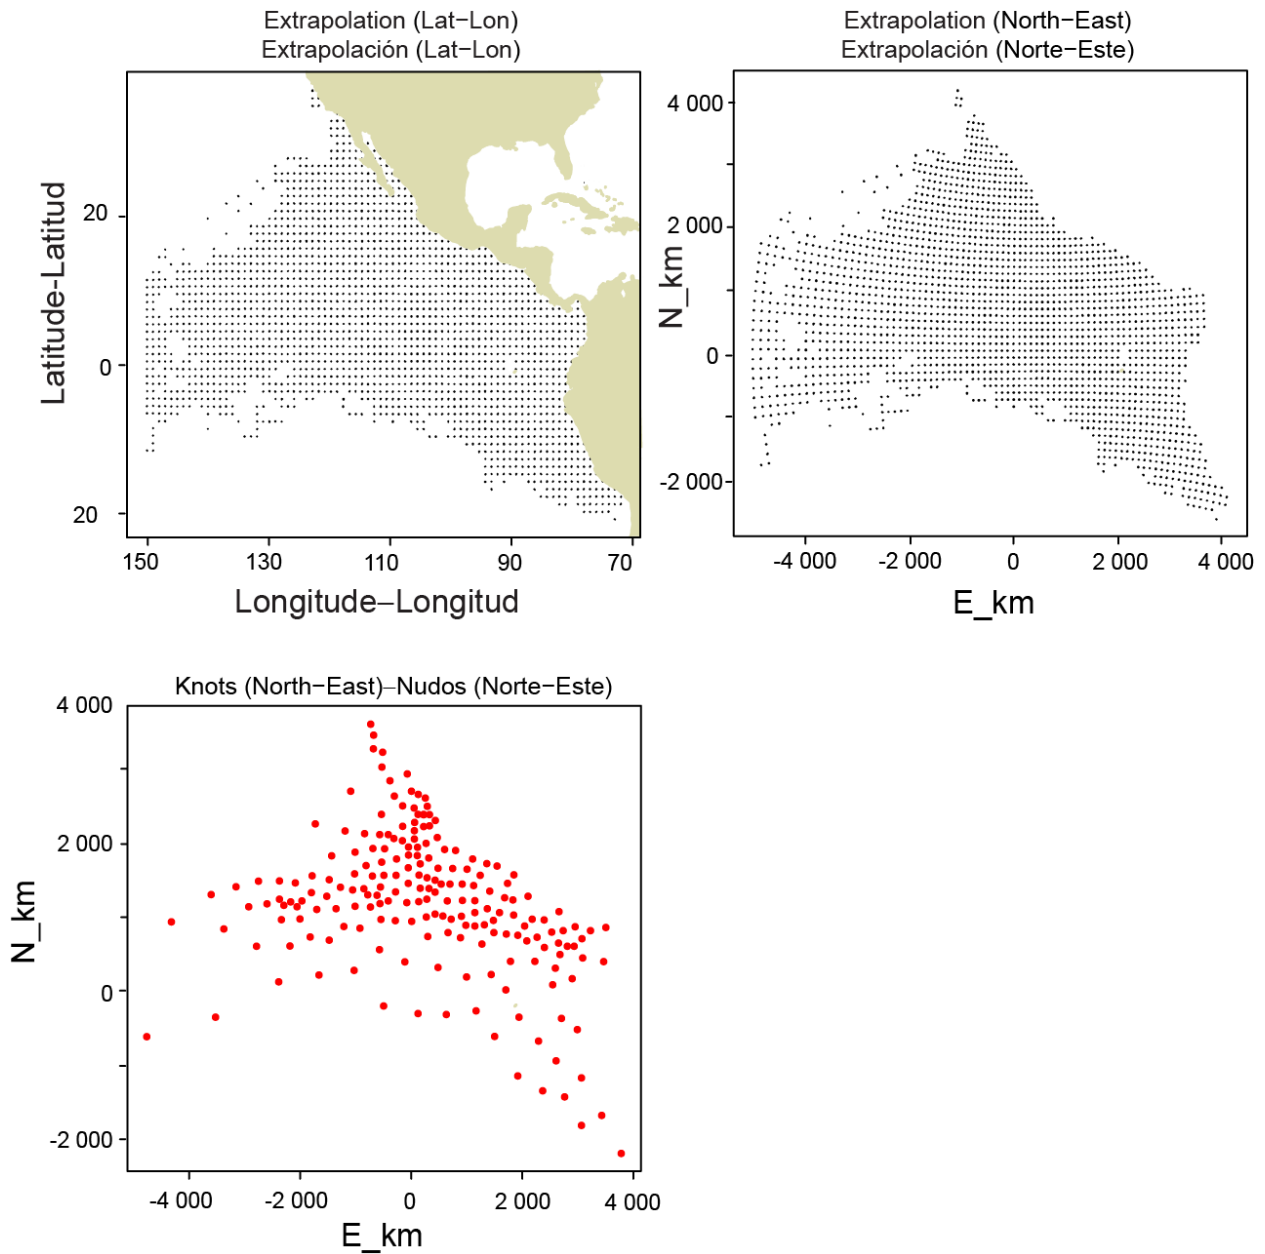 Extrapolation (Lat−Lon)
Extrapolación (Lat−Lon)
Latitude-Latitud
20
0
20
150
130
110
90
70
Longitude–Longitud
Extrapolation (North−East)
Extrapolación (Norte−Este)
N_km
4 000
2 000
0
-2 000
-4 000
-2 000
0
2 000
4 000
E_km
Knots (North−East)–Nudos (Norte−Este)
N_km
4 000
2 000
0
-2 000
-4 000
-2 000
0
2 000
4 000
E_km